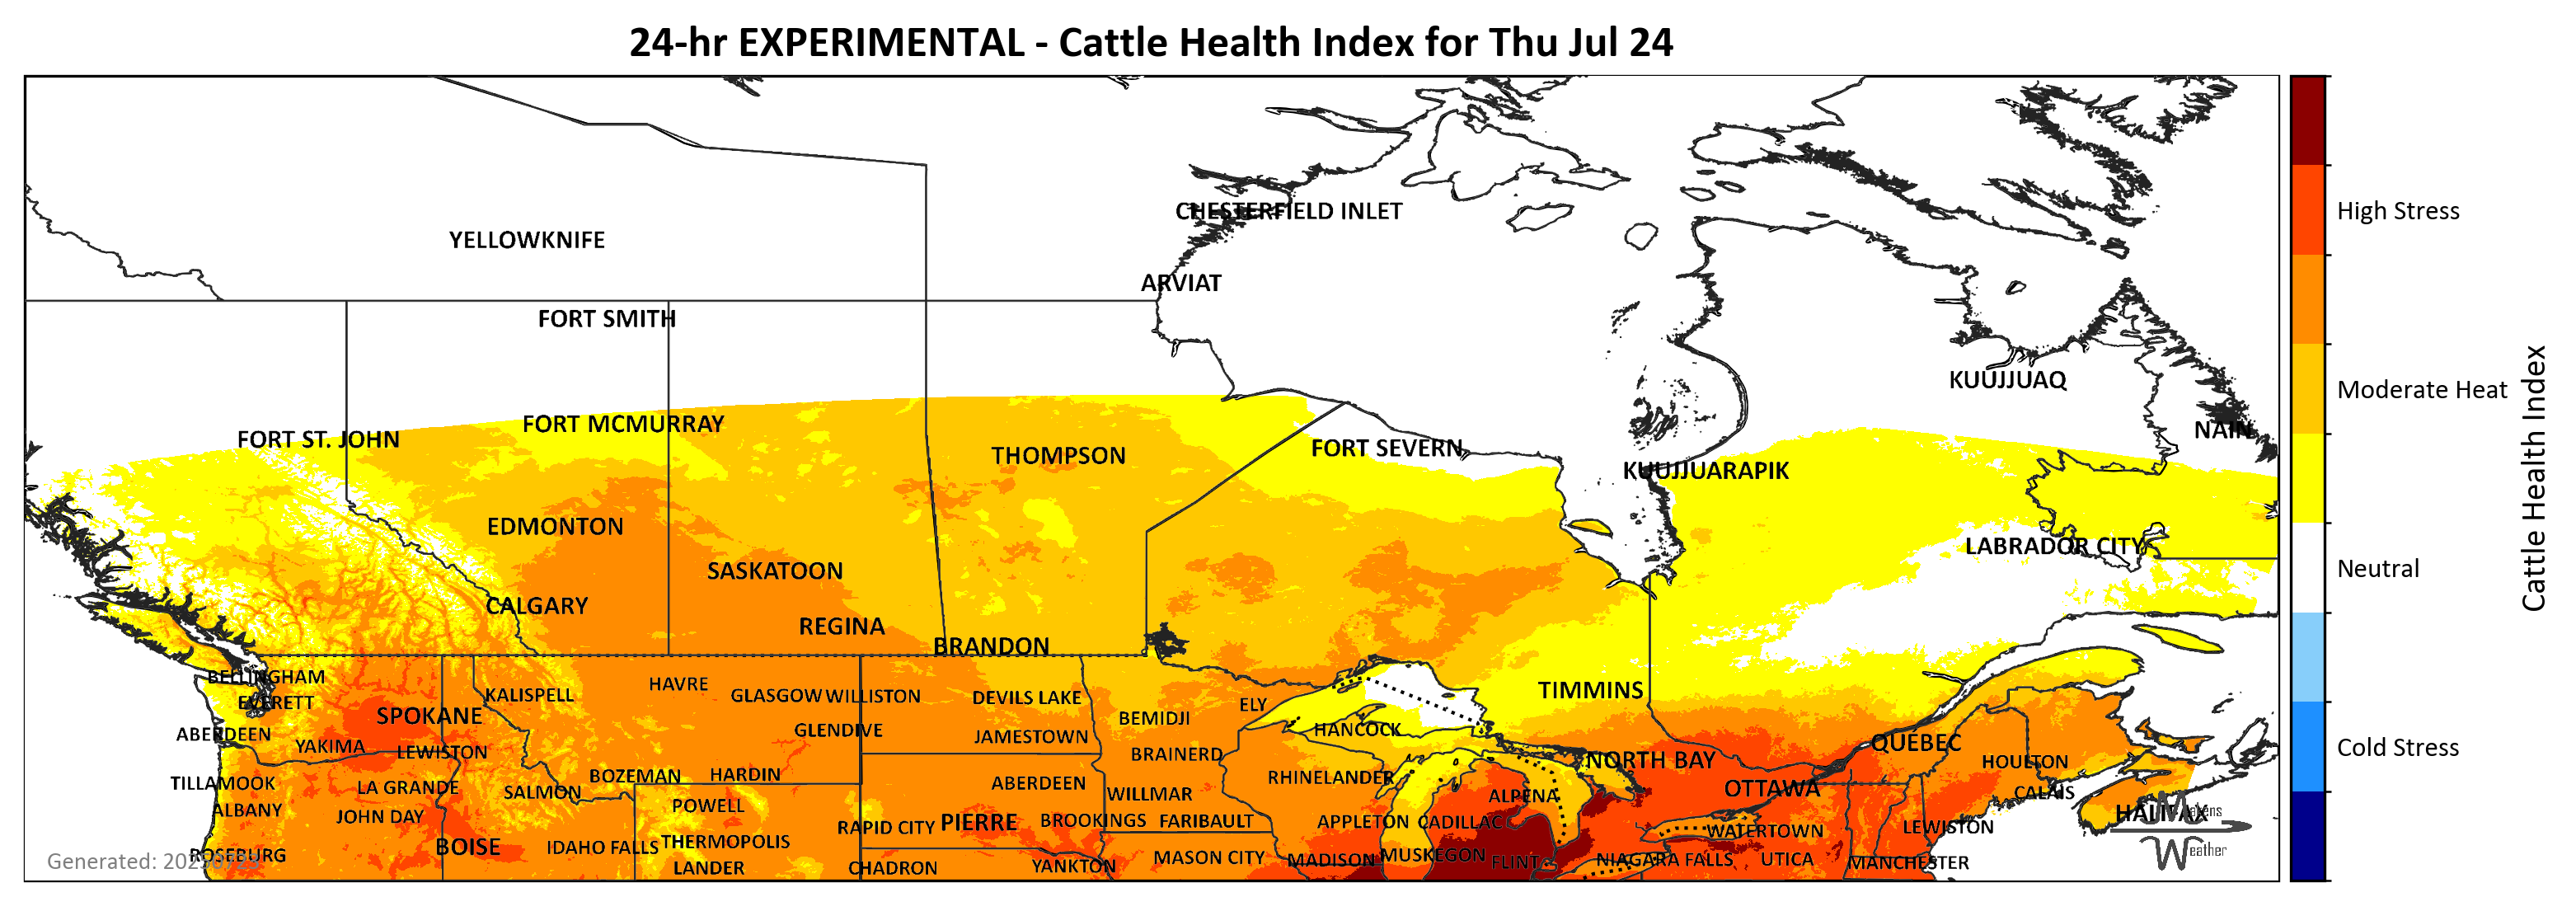 24-hr EXPERIMENTAL - Cattle Health Index for Thu Jul 24
CHESTERFIELD INLET
High Stress
YELLOWKNIFE
ARVIAT
FORT SMITH
KUUJJUAQ
Moderate Heat
FORT MCMURRAY
NAIN
FORT ST. JOHN
FORT SEVERN
THOMPSON
KUUJJUARAPIK
Cattle Health Index
EDMONTON
LABRADOR CITY
SASKATOON
Neutral
CALGARY
REGINA
BRANDON
BELLINGHAM
HAVRE
TIMMINS
KALISPELL
GLASGOW
WILLISTON
DEVILS LAKE
EVERETT
ELY
SPOKANE
BEMIDJI
ABERDEEN
GLENDIVE
JAMESTOWN
HANCOCK
QUEBEC
YAKIMA
LEWISTON
BRAINERD
NORTH BAY
HOULTON
Cold Stress
BOZEMAN
HARDIN
RHINELANDER
TILLAMOOK
LA GRANDE
SALMON
ABERDEEN
WILLMAR
ALPENA
OTTAWA
CALAIS
ALBANY
JOHN DAY
POWELL
HALIFAX
Makens
RAPID CITY
PIERRE
BROOKINGS
FARIBAULT
APPLETON
CADILLAC
WATERTOWN
LEWISTON
BOISE
IDAHO FALLS
THERMOPOLIS
Weather
ROSEBURG
MASON CITY
MADISON
MUSKEGON
FLINT
NIAGARA FALLS
UTICA
MANCHESTER
Generated:
LANDER
CHADRON
YANKTON